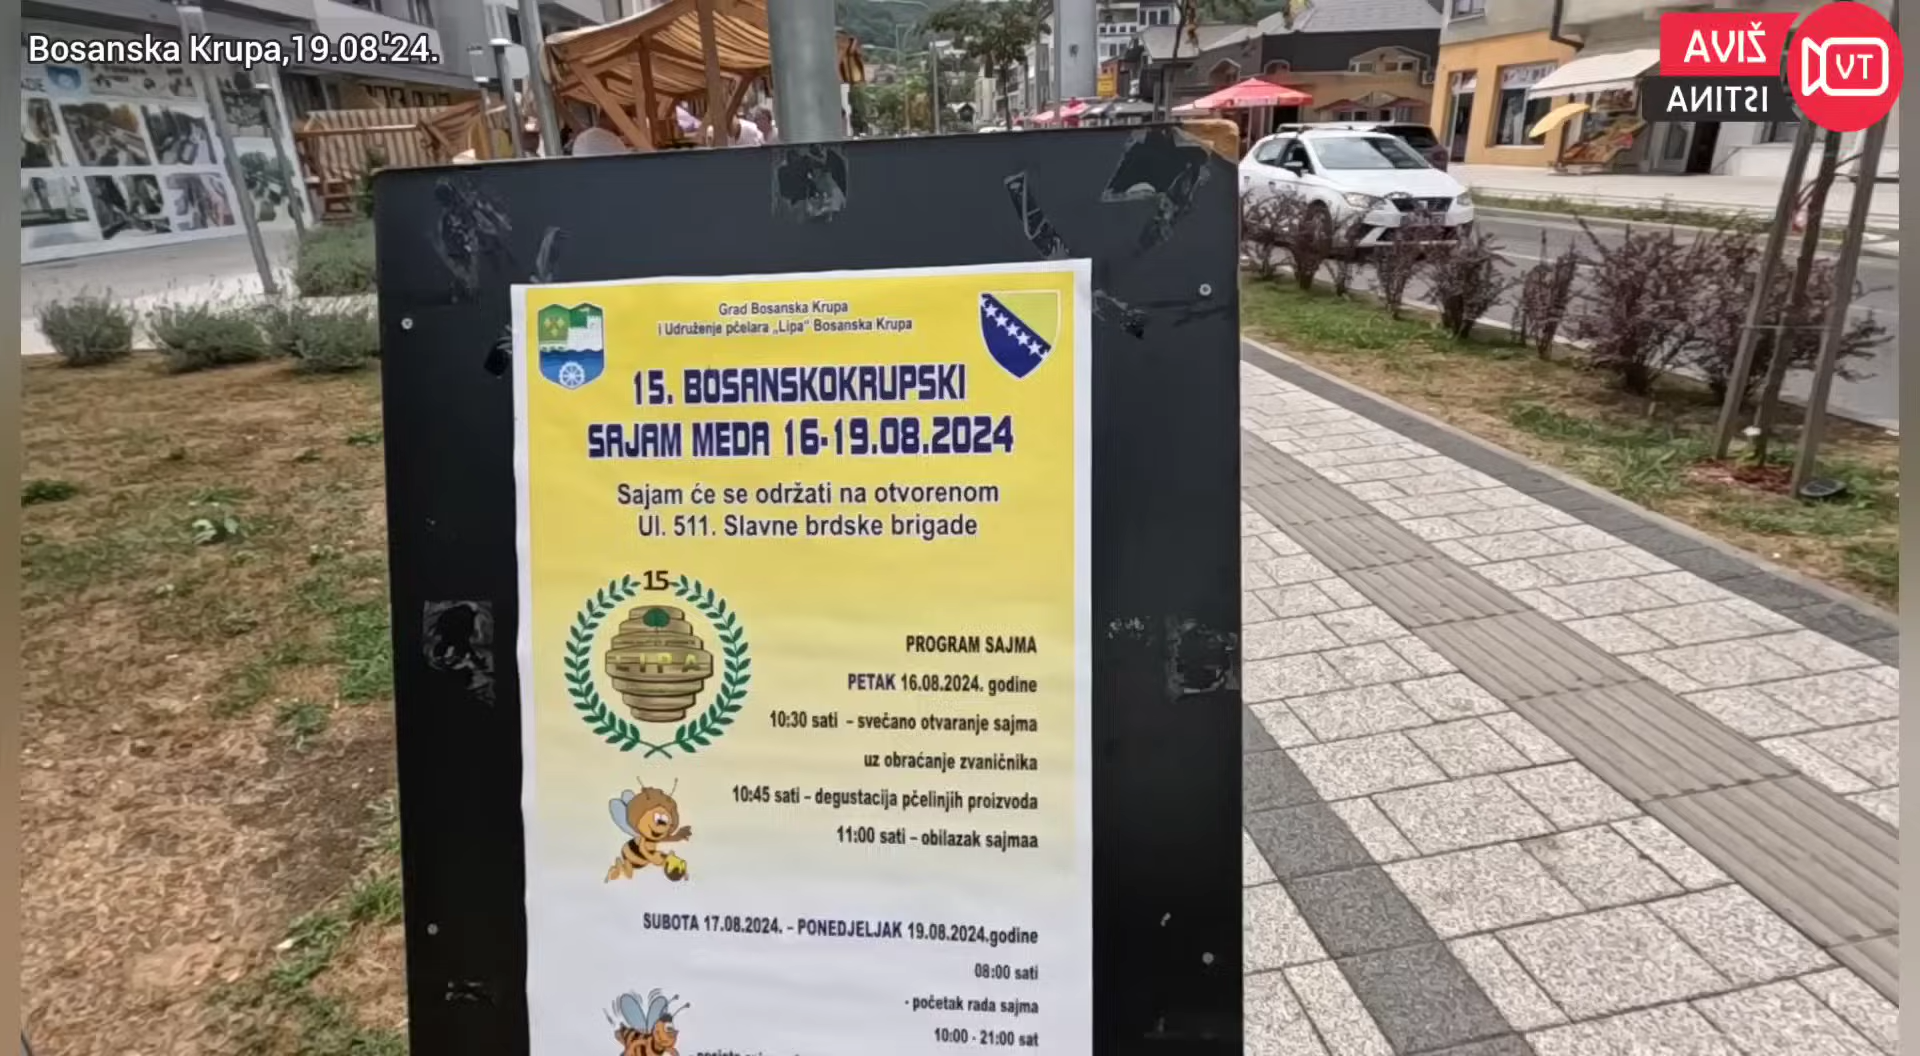 Bosanska Krupa,19.08.'24.
ŽIVA
ISTINA
VT
Grad Bosanska Krupa
i Udruženje pčelara „Lipa“ Bosanska Krupa
15. BOSANSKOKRUPSKI
SAJAM MEDA 16-19.08.2024
Sajam će se održati na otvorenom
Ul. 511. Slavne brdske brigade
15
LIPA
PROGRAM SAJMA
PETAK 16.08.2024. godine
10:30 sati - svečano otvaranje sajma
uz obraćanje zvaničnika
10:45 sati - degustacija pčelinjih proizvoda
11:00 sati - obilazak sajmaa
SUBOTA 17.08.2024. - PONEDJELJAK 19.08.2024.godine
08:00 sati
- početak rada sajma
10:00 - 21:00 sat